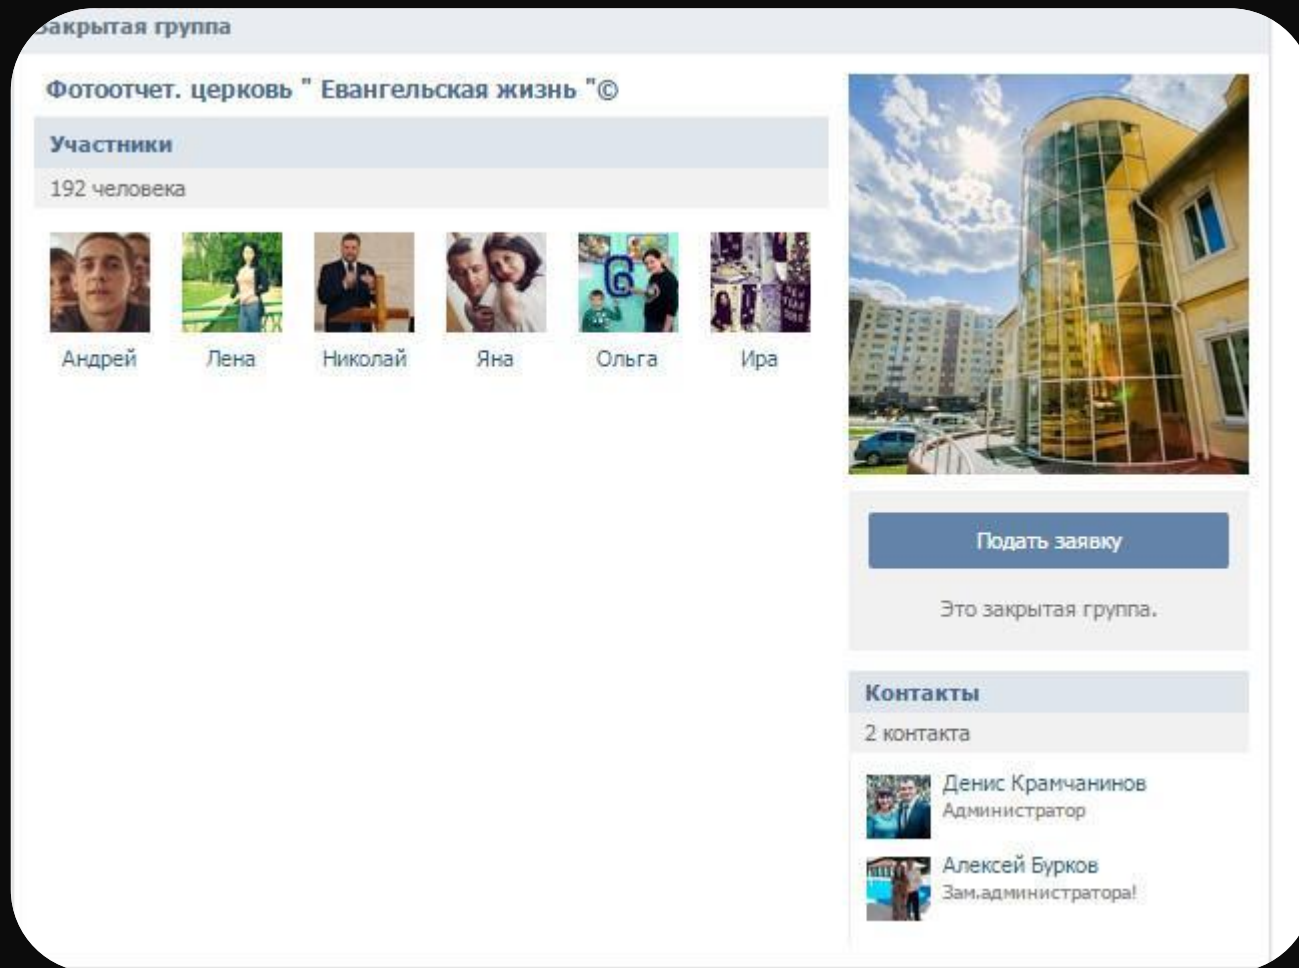 Закрытая группа
Фотоотчет. церковь " Евангельская жизнь "©
Участники
192 человека
Андрей
Лена
Николай
Яна
Ольга
Ира
Подать заявку
Это закрытая группа.
Контакты
2 контакта
Денис Крамчанинов
Администратор
Алексей Бурков
Зам.администратора!